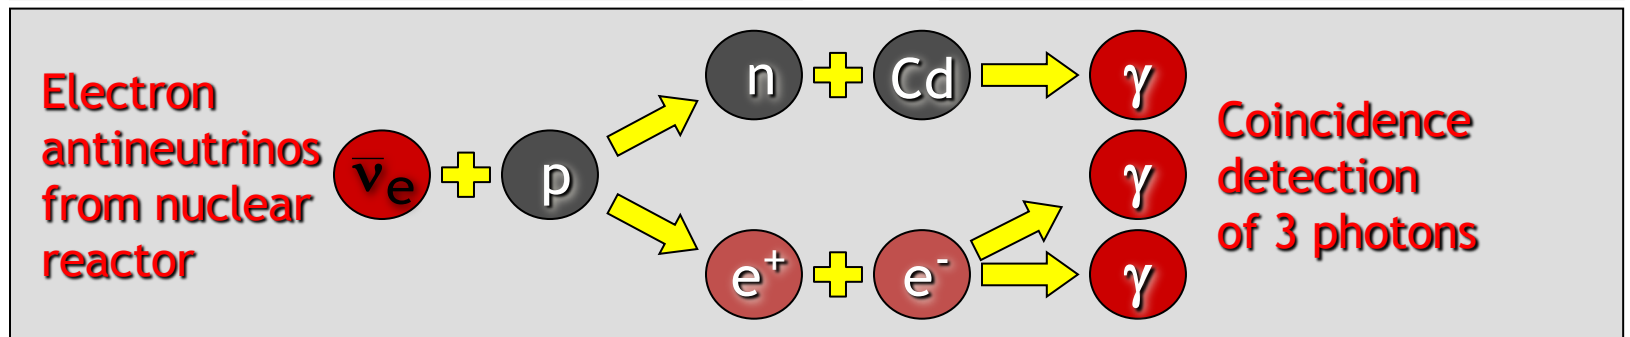 Electron
antineutrinos
from nuclear
reactor
ν̅e + p
n + Cd
γ
γ
e+ + e-
γ
Coincidence
detection
of 3 photons